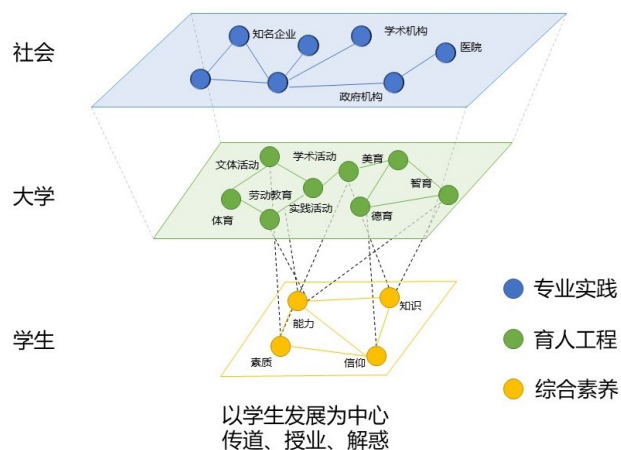 社会
知名企业
学术机构
医院
政府机构
大学
文体活动
学术活动
美育
智育
劳动教育
实践活动
体育
德育
学生
能力
知识
素质
信仰
专业实践
育人工程
综合素养
以学生发展为中心
传道、授业、解惑